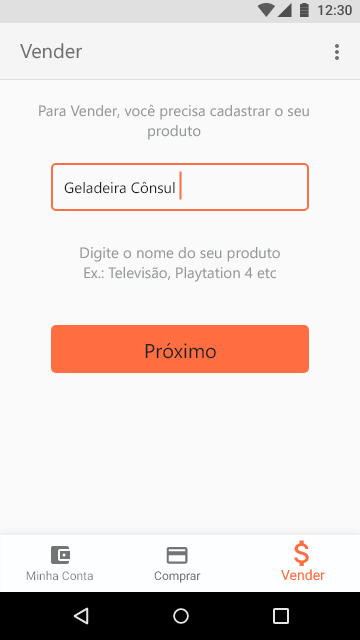 12:30
Vender
Para Vender, você precisa cadastrar o seu
produto
Geladeira Cônsul
Digite o nome do seu produto
Ex.: Televisão, Playtation 4 etc
Próximo
Minha Conta
Comprar
Vender